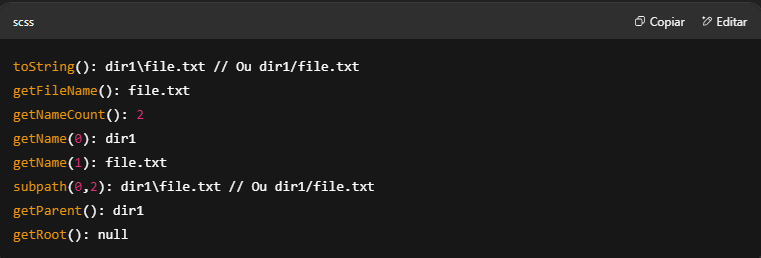 scss
Copiar
Editar
toString(): dir1\file.txt // Ou dir1/file.txt
getFileName(): file.txt
getNameCount(): 2
getName(0): dir1
getName(1): file.txt
subpath(0,2): dir1\file.txt // Ou dir1/file.txt
getParent(): dir1
getRoot(): null